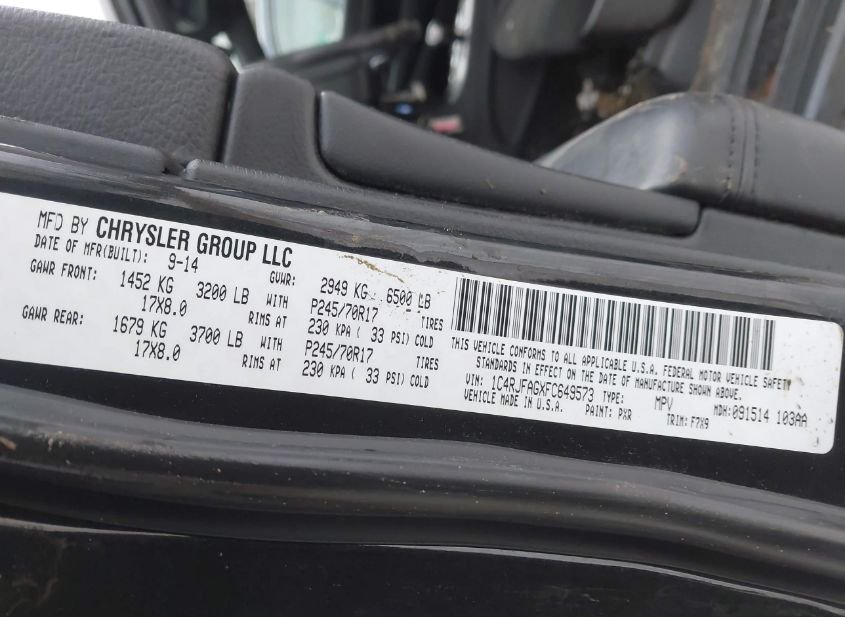 MFD BY CHRYSLER GROUP LLC
DATE OF MFR(BUILT): 9-14 GVWR: 2949 KG 6500 LB
GAWR FRONT: 1452 KG 3200 LB WITH P245/70R17 TIRES
17X8.0 RIMS AT 230 KPA ( 33 PSI) COLD
GAWR REAR: 1679 KG 3700 LB WITH P245/70R17 TIRES
17X8.0 RIMS AT 230 KPA ( 33 PSI) COLD
THIS VEHICLE CONFORMS TO ALL APPLICABLE U.S.A. FEDERAL MOTOR VEHICLE SAFETY
STANDARDS IN EFFECT ON THE DATE OF MANUFACTURE SHOWN ABOVE.
VIN: 1C4RJFAGXFC649573 TYPE: MPV MDH: 091514 103AA
VEHICLE MADE IN U.S.A. PAINT: PXR TRIM: F7X9